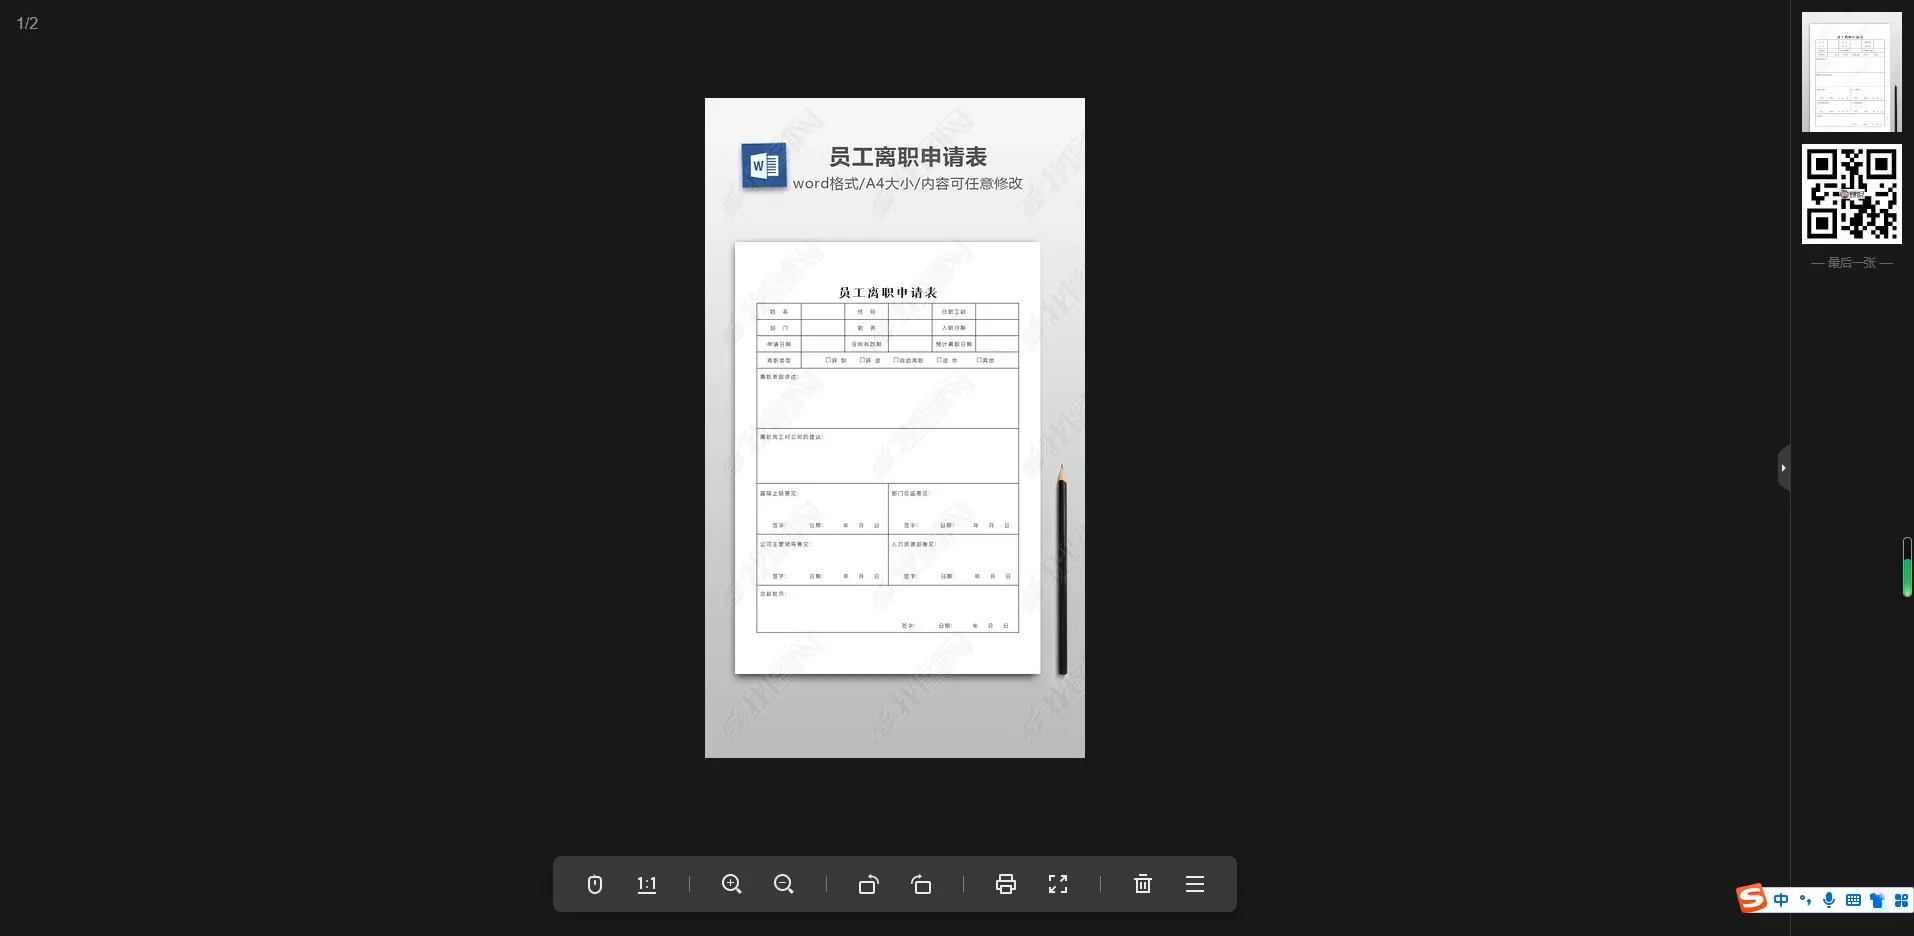 1/2
员工离职申请表
word格式/A4大小/内容可任意修改
员工离职申请表
姓 名 性 别 任职工龄
部 门 职 务 入职日期
申请日期 合同有效期 预计离职日期
离职类型 □辞 职 □辞 退 □自动离职 □退 休 □其他
离职原因详述：
离职员工对公司的建议：
直接上级意见： 部门总监意见：
签字： 日期： 年 月 日 签字： 日期： 年 月 日
公司主管领导意见： 人力资源部意见：
签字： 日期： 年 月 日 签字： 日期： 年 月 日
总裁批示：
签字： 日期： 年 月 日
— 最后一张 —
1:1
中